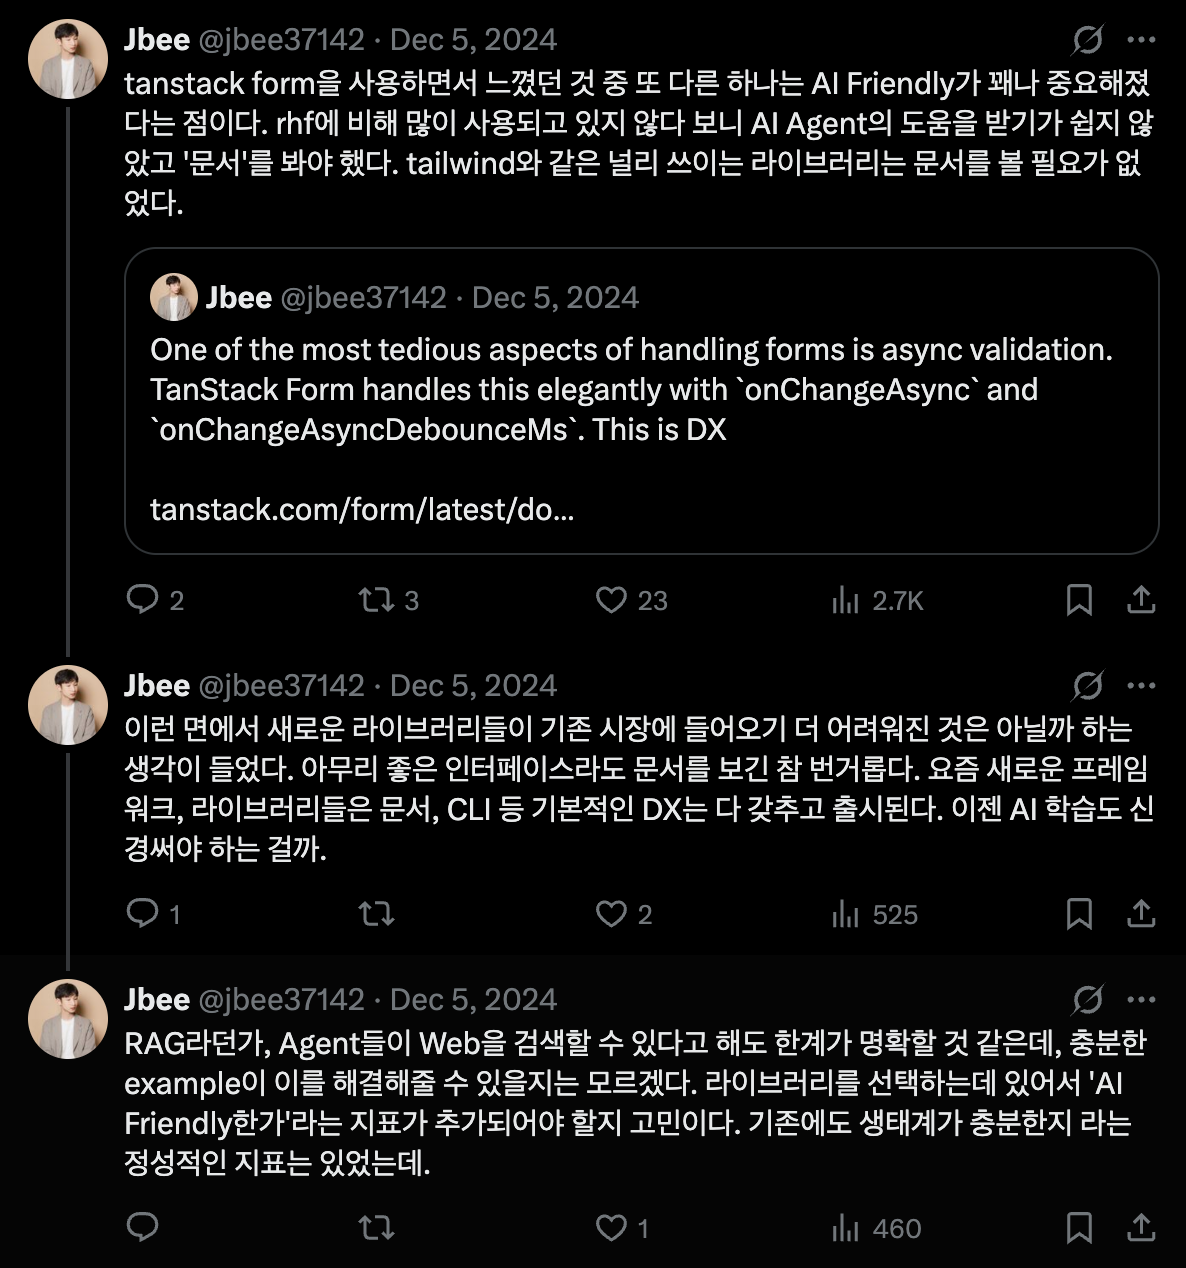 Jbee @jbee37142 · Dec 5, 2024
tanstack form을 사용하면서 느꼈던 것 중 또 다른 하나는 AI Friendly가 꽤나 중요해졌
다는 점이다. rhf에 비해 많이 사용되고 있지 않다 보니 AI Agent의 도움을 받기가 쉽지 않
았고 '문서'를 봐야 했다. tailwind와 같은 널리 쓰이는 라이브러리는 문서를 볼 필요가 없
었다.
Jbee @jbee37142 · Dec 5, 2024
One of the most tedious aspects of handling forms is async validation.
TanStack Form handles this elegantly with `onChangeAsync` and
`onChangeAsyncDebounceMs`. This is DX
tanstack.com/form/latest/do...
2 3 23 2.7K
Jbee @jbee37142 · Dec 5, 2024
이런 면에서 새로운 라이브러리들이 기존 시장에 들어오기 더 어려워진 것은 아닐까 하는
생각이 들었다. 아무리 좋은 인터페이스라도 문서를 보긴 참 번거롭다. 요즘 새로운 프레임
워크, 라이브러리들은 문서, CLI 등 기본적인 DX는 다 갖추고 출시된다. 이젠 AI 학습도 신
경써야 하는 걸까.
1 2 525
Jbee @jbee37142 · Dec 5, 2024
RAG라던가, Agent들이 Web을 검색할 수 있다고 해도 한계가 명확할 것 같은데, 충분한
example이 이를 해결해줄 수 있을지는 모르겠다. 라이브러리를 선택하는데 있어서 'AI
Friendly한가'라는 지표가 추가되어야 할지 고민이다. 기존에도 생태계가 충분한지 라는
정성적인 지표는 있었는데.
1 460